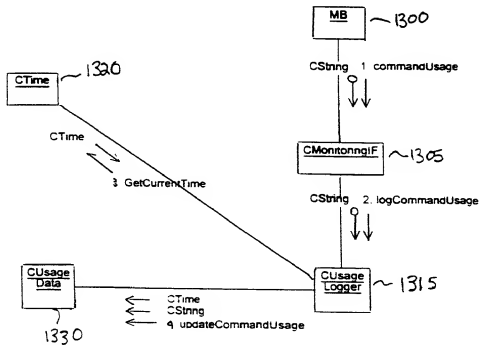 MB
1300
CTime
1320
CString 1 commandUsage
CTime
CMonitoringIF
1305
3 GetCurrentTime
CString 2. logCommandUsage
CUsage
Data
CUsage
Logger
1315
CTime
CString
4 updateCommandUsage
1330